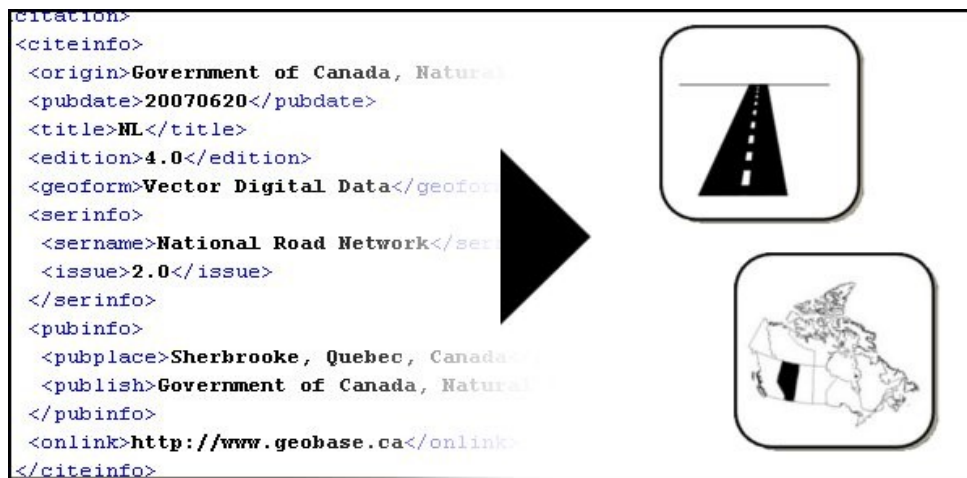 citation>
<citeinfo>
<origin>Government of Canada, Natural
<pubdate>20070620</pubdate>
<title>NL</title>
<edition>4.0</edition>
<geoform>Vector Digital Data</geoform
<serinfo>
<sername>National Road Network</ser
<issue>2.0</issue>
</serinfo>
<pubinfo>
<pubplace>Sherbrooke, Quebec, Canada
<publish>Government of Canada, Natural
</pubinfo>
<onlink>http://www.geobase.ca</onlink>
</citeinfo>